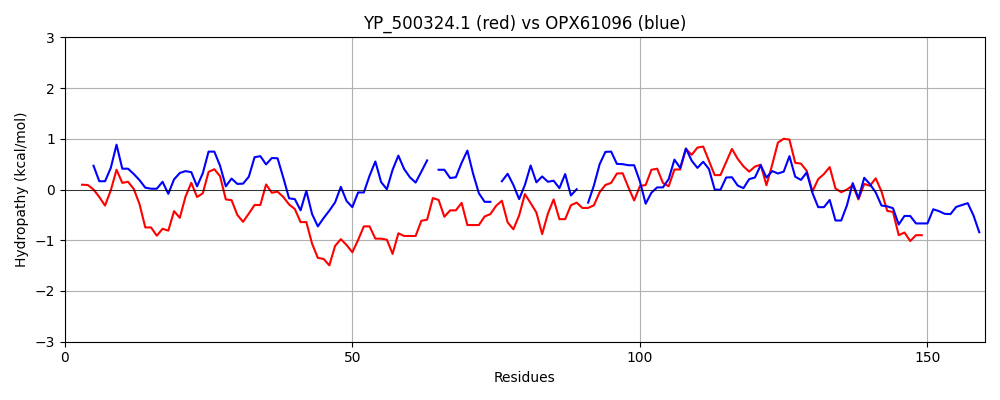 YP_500324.1 (red) vs OPX61096 (blue)
3
2
1
0
−1
−2
−3
Hydropathy (kcal/mol)
0 50 100 150
Residues